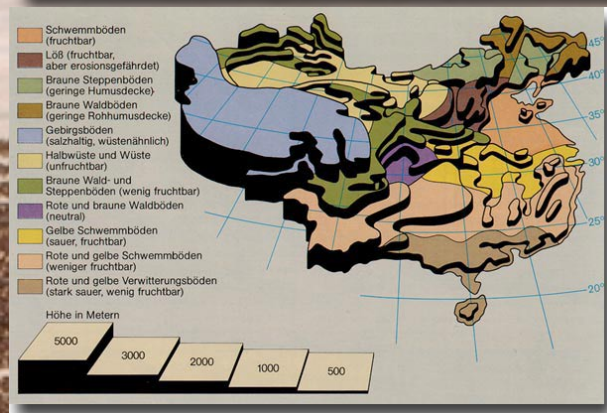 Schwemmböden
(fruchtbar)
Löß (fruchtbar,
aber erosionsgefährdet)
Braune Steppenböden
(geringe Humusdecke)
Braune Waldböden
(geringe Rohhumusdecke)
Gebirgsböden
(salzhaltig, wüstenähnlich)
Halbwüste und Wüste
(unfruchtbar)
Braune Wald- und
Steppenböden (wenig fruchtbar)
Rote und braune Waldböden
(neutral)
Gelbe Schwemmböden
(sauer, fruchtbar)
Rote und gelbe Schwemmböden
(weniger fruchtbar)
Rote und gelbe Verwitterungsböden
(stark sauer, wenig fruchtbar)
Höhe in Metern
5000
3000
2000
1000
500
45°
40°
35°
30°
25°
20°